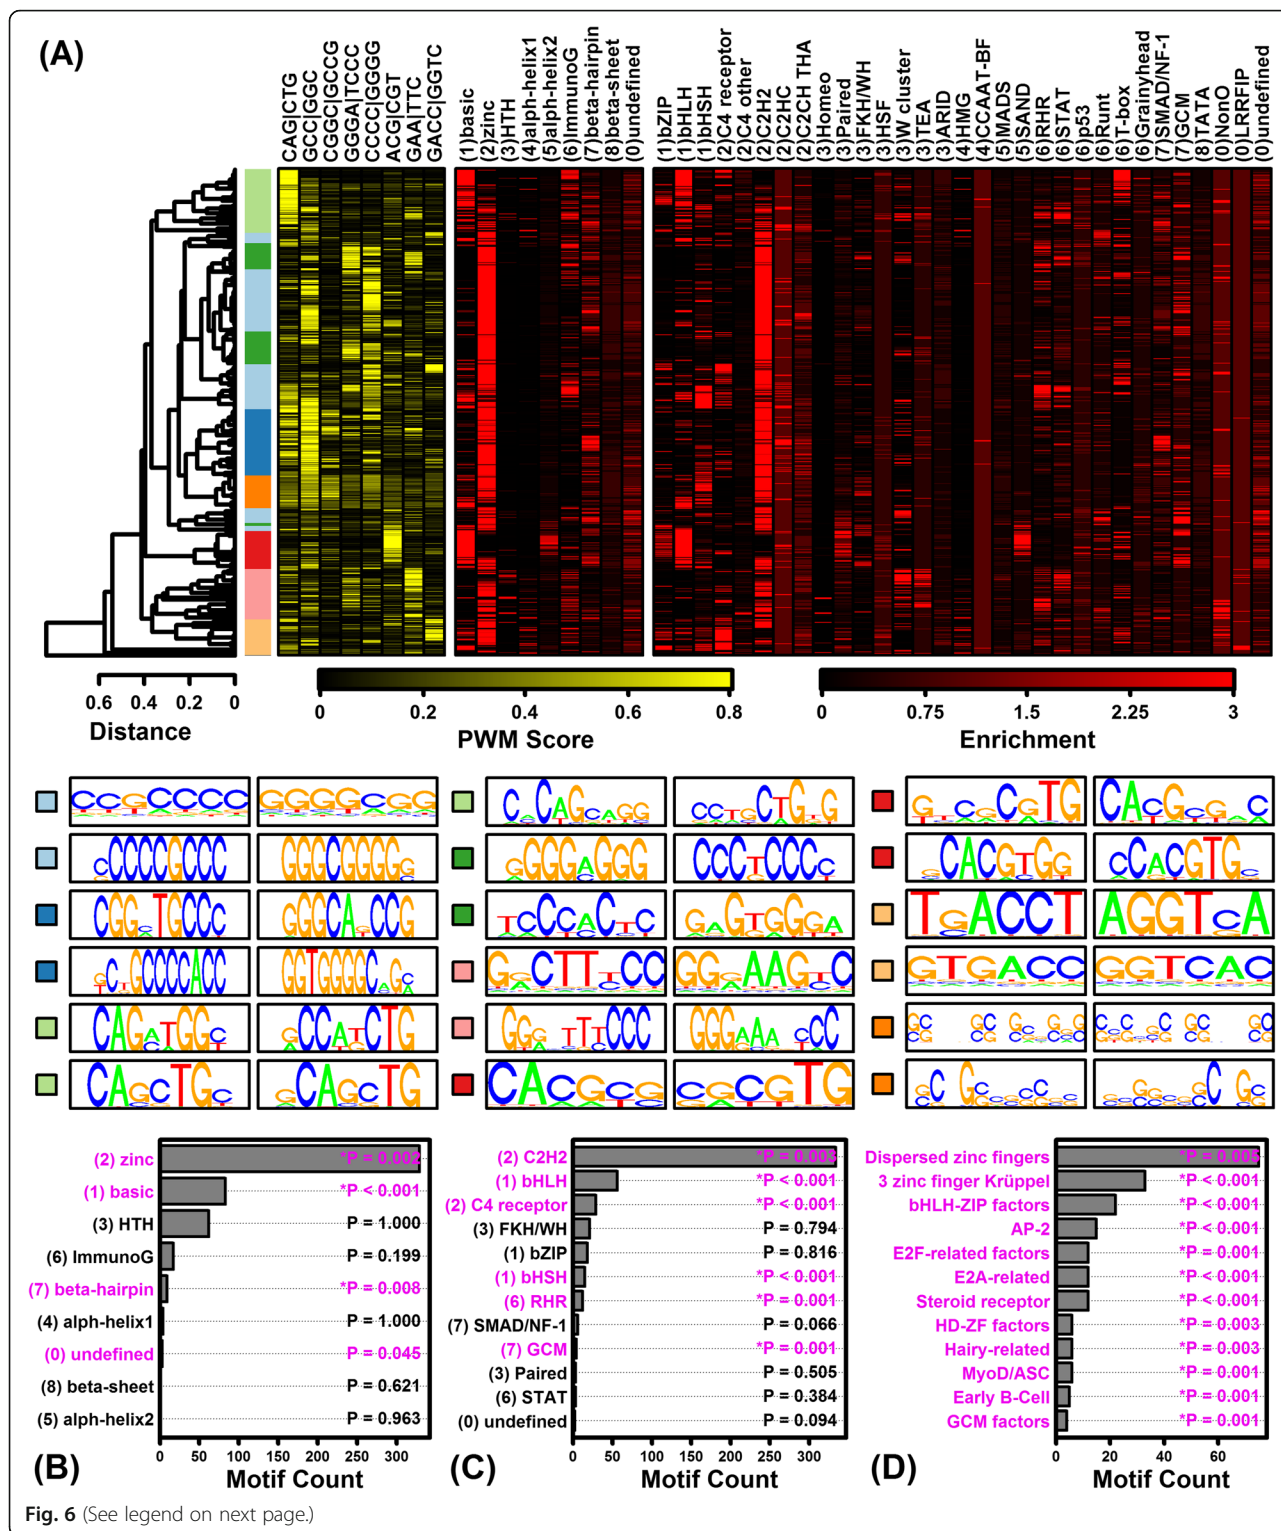 (A)
CAG|CTG
GCC|GGC
CGGC|GCCG
GGGA|TCCC
CCCC|GGGG
ACG|CGT
GAA|TTC
GACC|GGTC
(1)basic
(2)zinc
(3)HTH
(4)alph-helix1
(5)alph-helix2
(6)ImmunoG
(7)beta-hairpin
(8)beta-sheet
(0)undefined
(1)bZIP
(1)bHLH
(1)bHSH
(2)C4 receptor
(2)C4 other
(2)C2H2
(2)C2HC
(2)C2CH THA
(3)Homeo
(3)Paired
(3)FKH/WH
(3)HSF
(3)W cluster
(3)TEA
(3)ARID
(4)HMG
(4)CCAAT-BF
(5)MADS
(5)SAND
(6)RHR
(6)STAT
(6)p53
(6)Runt
(6)T-box
(6)Grainyhead
(7)SMAD/NF-1
(7)GCM
(8)TATA
(0)NonO
(0)LRRFIP
(0)undefined
0.6 0.4 0.2 0
Distance
0 0.2 0.4 0.6 0.8
PWM Score
0 0.75 1.5 2.25 3
Enrichment
(2) zinc *P = 0.002
(1) basic *P < 0.001
(3) HTH P = 1.000
(6) ImmunoG P = 0.199
(7) beta-hairpin *P = 0.008
(4) alph-helix1 P = 1.000
(0) undefined P = 0.045
(8) beta-sheet P = 0.621
(5) alph-helix2 P = 0.963
0 50 100 150 200 250 300
Motif Count
(B)
(2) C2H2 *P = 0.003
(1) bHLH *P < 0.001
(2) C4 receptor *P < 0.001
(3) FKH/WH P = 0.794
(1) bZIP P = 0.816
(1) bHSH *P < 0.001
(6) RHR *P = 0.001
(7) SMAD/NF-1 P = 0.066
(7) GCM *P = 0.001
(3) Paired P = 0.505
(6) STAT P = 0.384
(0) undefined P = 0.094
0 100 200 300
Motif Count
(C)
Dispersed zinc fingers *P = 0.005
3 zinc finger Krüppel *P < 0.001
bHLH-ZIP factors *P < 0.001
AP-2 *P < 0.001
E2F-related factors *P = 0.001
E2A-related *P < 0.001
Steroid receptor *P < 0.001
HD-ZF factors *P = 0.003
Hairy-related *P = 0.003
MyoD/ASC *P = 0.001
Early B-Cell *P = 0.001
GCM factors *P = 0.001
0 20 40 60
Motif Count
(D)
Fig. 6 (See legend on next page.)